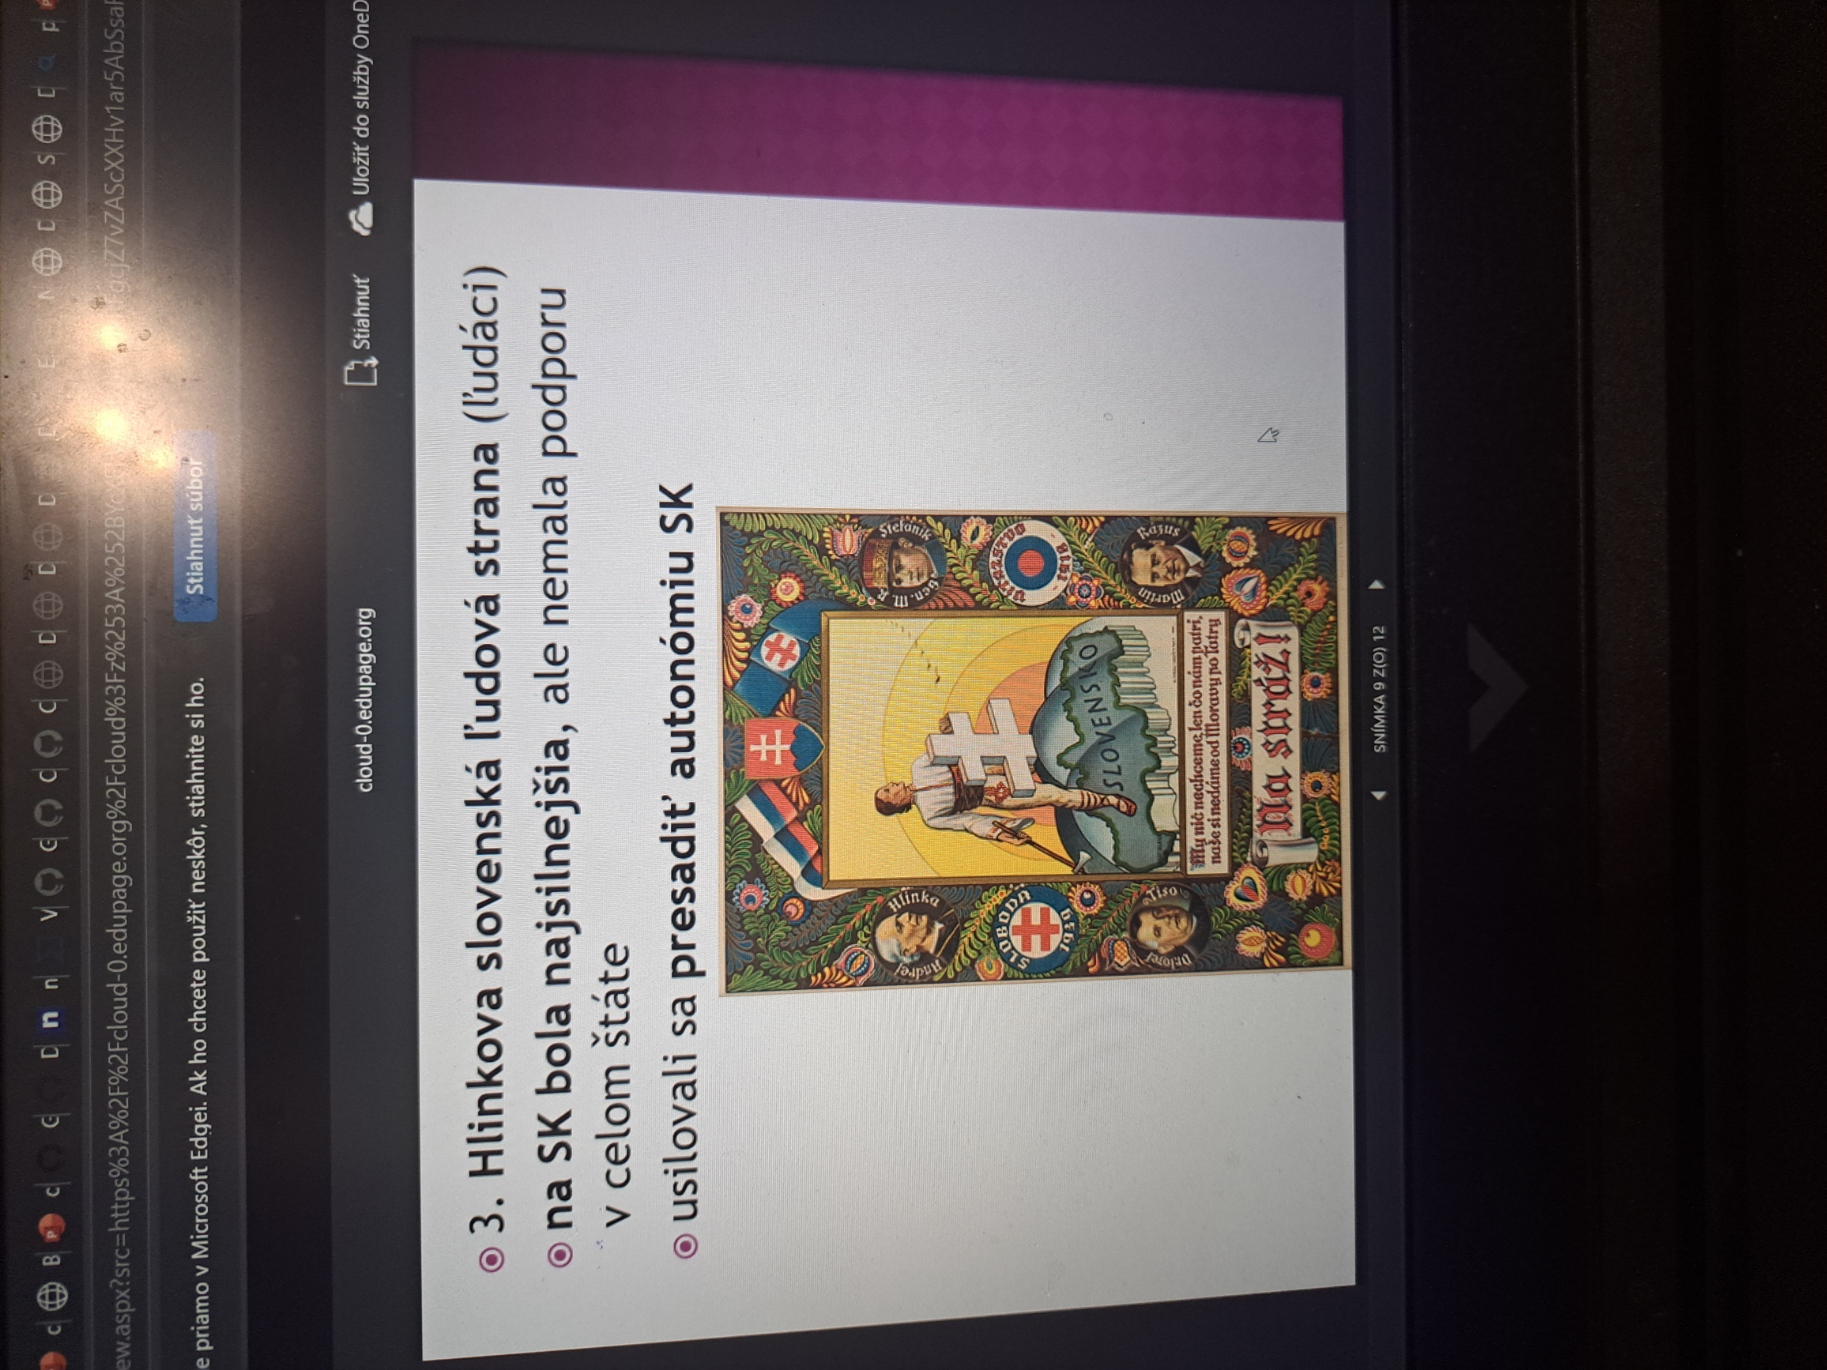 c B c G D n n V G C C D D D E N D S D p
ew.aspx?src=https%3A%2F%2Fcloud-0.edupage.org%2Fcloud%3Fz%253A%252BYcX gcjZ7vZAScXXHv1ar5AbSsal
e priamo v Microsoft Edgei. Ak ho chcete použiť neskôr, stiahnite si ho. Stiahnuť súbor
cloud-0.edupage.org Stiahnuť Uložiť do služby OneD
3. Hlinkova slovenská ľudová strana (ľudáci)
na SK bola najsilnejšia, ale nemala podporu
v celom štáte
usilovali sa presadiť autonómiu SK
Andrej Hlinka
Gen. M. R. Štefánik
SLOBODA
1939
VÍŤAZSTVO
1918
SLOVENSKO
Dr. Jozef Tiso
Martin Rázus
My nič nechceme, len čo nám patrí,
naše si nedáme od Moravy po Tatry
Na stráž!
SNÍMKA 9 Z(O) 12